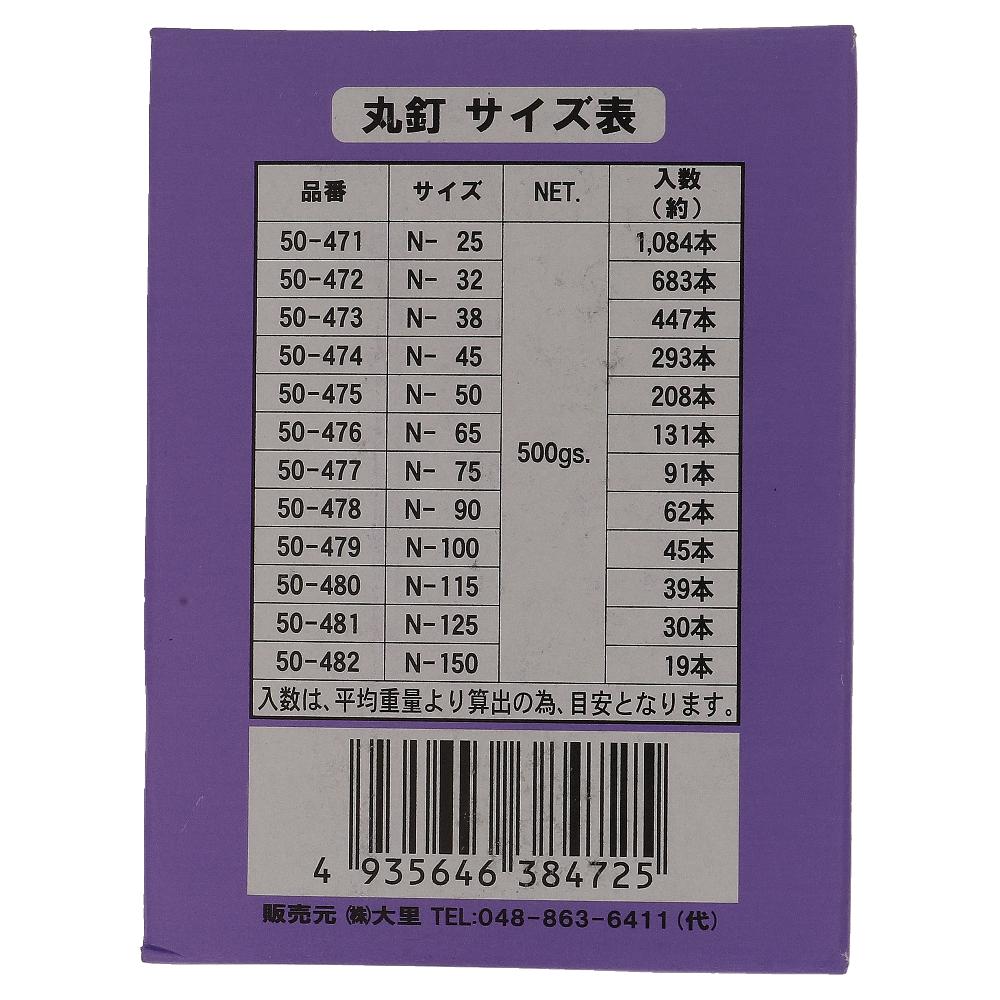 丸釘 サイズ表
品番 サイズ NET. 入数
(約)
50-471 N- 25 1,084本
50-472 N- 32 683本
50-473 N- 38 447本
50-474 N- 45 293本
50-475 N- 50 208本
50-476 N- 65 131本
500gs.
50-477 N- 75 91本
50-478 N- 90 62本
50-479 N-100 45本
50-480 N-115 39本
50-481 N-125 30本
50-482 N-150 19本
入数は、平均重量より算出の為、目安となります。
4 935646 384725
販売元 ㈱大里 TEL:048-863-6411(代)